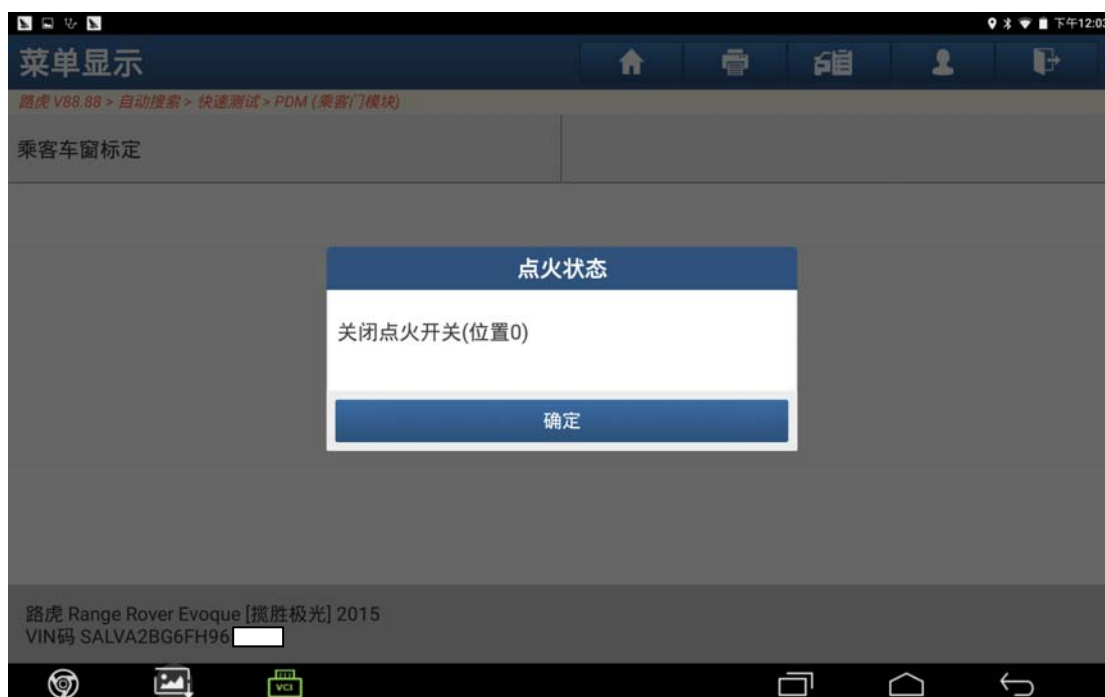 下午12:03
菜单显示
路虎 V88.88 > 自动搜索 > 快速测试 > PDM (乘客门模块)
乘客车窗标定
点火状态
关闭点火开关(位置0)
确定
路虎 Range Rover Evoque [揽胜极光] 2015
VIN码 SALVA2BG6FH96
VCI